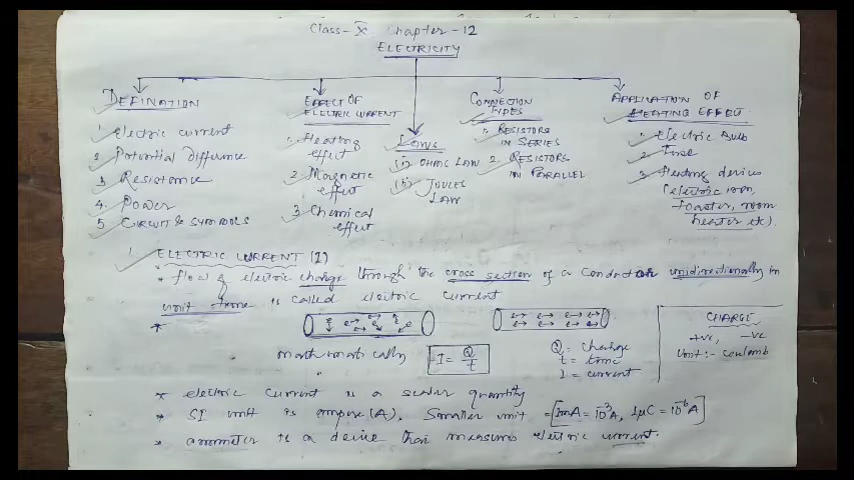 Class-X Chapter-12
ELECTRICITY
DEFINATION
1. Electric current
2. Potential difference
3. Resistance
4. Power
5. CIRCUIT & SYMBOLS
EFFECT OF
ELECTRIC CURRENT
1. Heating
effect
2. Magnetic
effect
3. Chemical
effect
LAWS
(i) OHMS LAW
(ii) JOULES
LAW
CONNECTION
TYPES
1. RESISTORS
IN SERIES
2. RESISTORS
IN PARALLEL
APPLICATION OF
HEATING EFFECT
1. Electric Bulb
2. Fuse
3. Heating devices
(electric iron,
toaster, room
heater etc).
1. ELECTRIC CURRENT (I)
* flow of electric charge through the cross section of a conductor unidirectionally in
unit time is called electric current
*
mathematically I = Q/t
Q = charge
t = time
I = current
CHARGE
+ve, -ve
Unit:- coulomb
* electric current is a scalar quantity
* SI unit is ampere (A). Smaller unit = [1mA = 10⁻³A, 1μC = 10⁻⁶A]
* ammeter is a device that measures electric current.